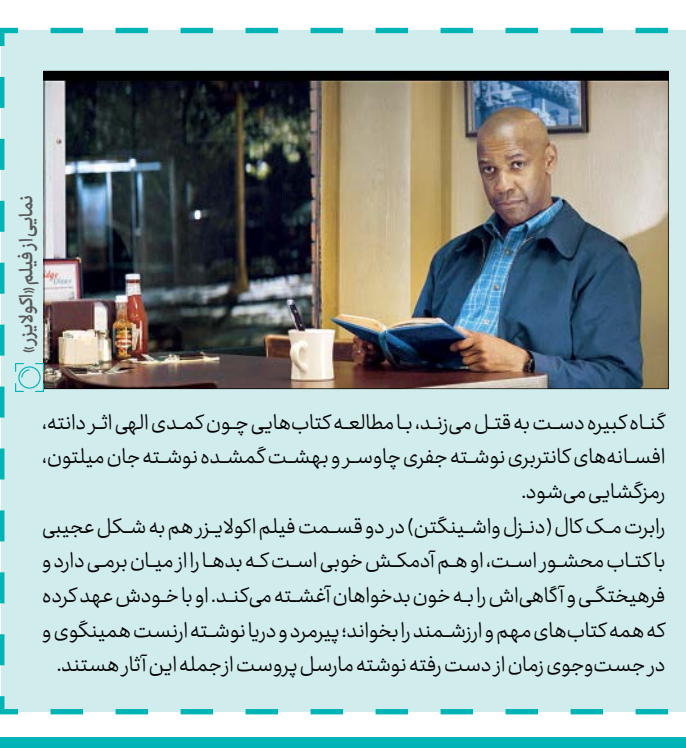 نمایی از فیلم «اکولایزر»
گناه کبیره دست به قتل می‌زند، با مطالعه کتاب‌هایی چون کمدی الهی اثر دانته،
افسانه‌های کانتربری نوشته جفری چاوسر و بهشت گمشده نوشته جان میلتون،
رمزگشایی می‌شود.
رابرت مک کال (دنزل واشینگتن) در دو قسمت فیلم اکولایزر هم به شکل عجیبی
با کتاب محشور است، او هم آدمکش خوبی است که بدها را از میان برمی دارد و
فرهیختگی و آگاهی‌اش را به خون بدخواهان آغشته می‌کند. او با خودش عهد کرده
که همه کتاب‌های مهم و ارزشمند را بخواند؛ پیرمرد و دریا نوشته ارنست همینگوی و
در جست‌وجوی زمان از دست رفته نوشته مارسل پروست ازجمله این آثار هستند.